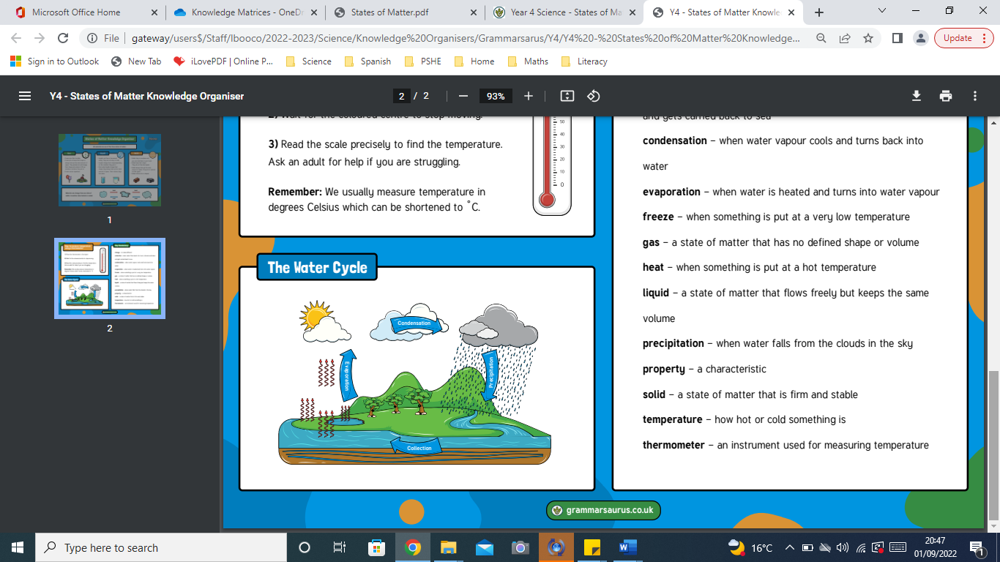 Microsoft Office Home
Knowledge Matrices - OneDr
States of Matter.pdf
Year 4 Science - States of Ma
Y4 - States of Matter Knowle
File
gateway/users$/Staff/lbooco/2022-2023/Science/Knowledge%20Organisers/Grammarsarus/Y4/Y4%20-%20States%20of%20Matter%20Knowledge...
Update
Sign in to Outlook
New Tab
iLovePDF | Online P...
Science
Spanish
PSHE
Home
Maths
Literacy
Y4 - States of Matter Knowledge Organiser
2 / 2
93%
1
2
2) Wait for the coloured centre to stop moving.
3) Read the scale precisely to find the temperature.
Ask an adult for help if you are struggling.
Remember: We usually measure temperature in
degrees Celsius which can be shortened to ˚C.
50
40
30
20
10
0
The Water Cycle
Condensation
Evaporation
Precipitation
Collection
and gets carried back to sea
condensation – when water vapour cools and turns back into
water
evaporation – when water is heated and turns into water vapour
freeze – when something is put at a very low temperature
gas – a state of matter that has no defined shape or volume
heat – when something is put at a hot temperature
liquid – a state of matter that flows freely but keeps the same
volume
precipitation – when water falls from the clouds in the sky
property – a characteristic
solid – a state of matter that is firm and stable
temperature – how hot or cold something is
thermometer – an instrument used for measuring temperature
grammarsaurus.co.uk
Type here to search
16°C
20:47
01/09/2022
1